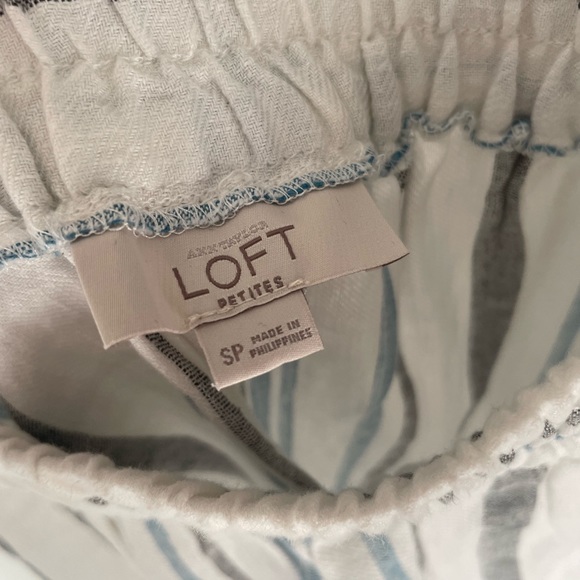 ANN TAYLOR
LOFT
PETITES
SP
MADE IN
PHILIPPINES